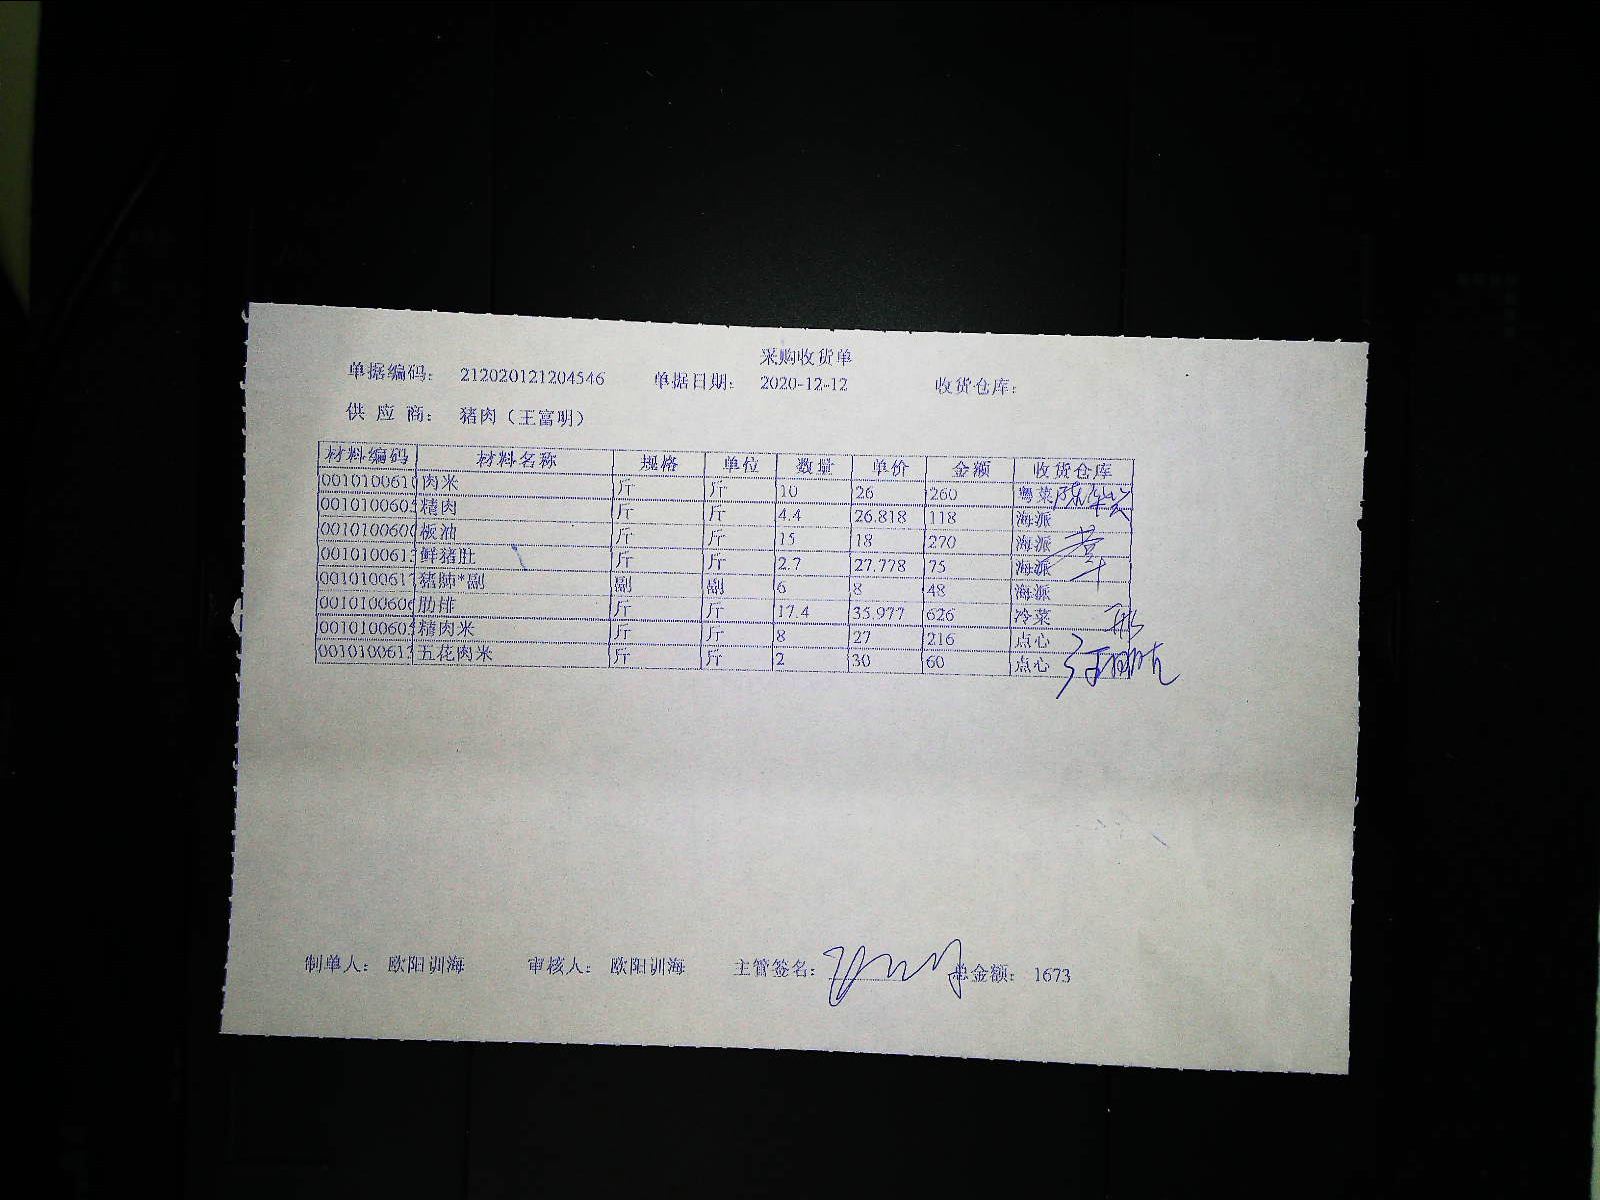 采购收货单
单据编码： 212020121204546 单据日期： 2020-12-12 收货仓库：
供 应 商： 猪肉（王富明）
材料编码 材料名称 规格 单位 数量 单价 金额 收货仓库
0010100610 肉米 斤 斤 10 26 260 粤菜
001010060 精肉 斤 斤 4.4 26.818 118 海派
001010060 板油 斤 斤 15 18 270 海派
001010061 鲜猪肚 斤 斤 2.7 27.778 75 海派
001010061 猪肺*副 副 副 6 8 48 海派
001010060 肋排 斤 斤 17.4 35.977 626 冷菜
001010060 精肉米 斤 斤 8 27 216 点心
001010061 五花肉米 斤 斤 2 30 60 点心
制单人： 欧阳训海 审核人： 欧阳训海 主管签名： 总金额： 1673